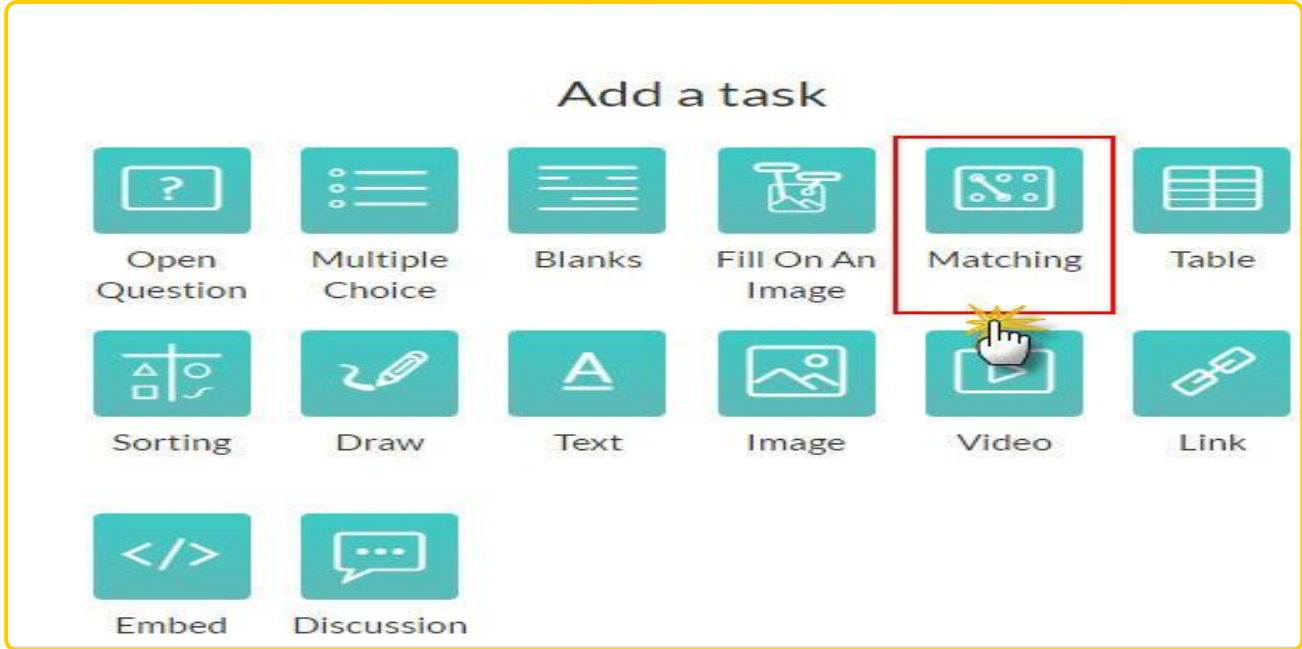 Add a task
Open
Question
Multiple
Choice
Blanks
Fill On An
Image
Matching
Table
Sorting
Draw
Text
Image
Video
Link
Embed
Discussion